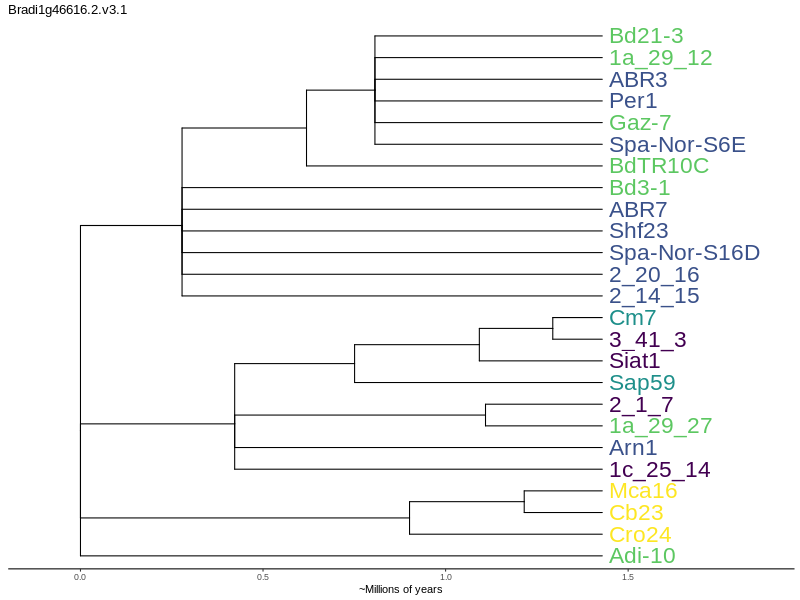 Bradi1g46616.2.v3.1
Bd21-3
1a_29_12
ABR3
Per1
Gaz-7
Spa-Nor-S6E
BdTR10C
Bd3-1
ABR7
Shf23
Spa-Nor-S16D
2_20_16
2_14_15
Cm7
3_41_3
Siat1
Sap59
2_1_7
1a_29_27
Arn1
1c_25_14
Mca16
Cb23
Cro24
Adi-10
0.0 0.5 1.0 1.5
~Millions of years